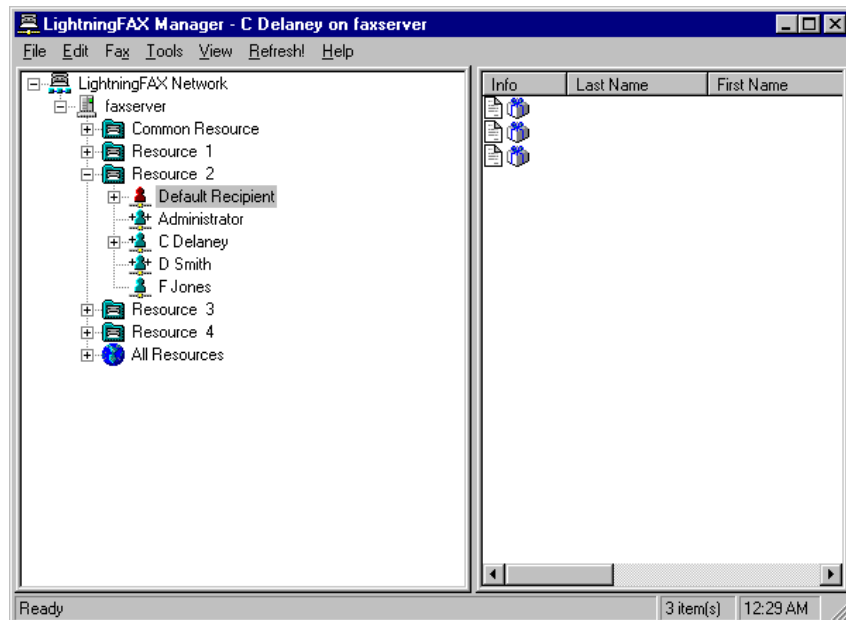 LightningFAX Manager - C Delaney on faxserver
File Edit Fax Tools View Refresh! Help
LightningFAX Network
faxserver
Common Resource
Resource 1
Resource 2
Default Recipient
Administrator
C Delaney
D Smith
F Jones
Resource 3
Resource 4
All Resources
Info Last Name First Name
Ready 3 item(s) 12:29 AM